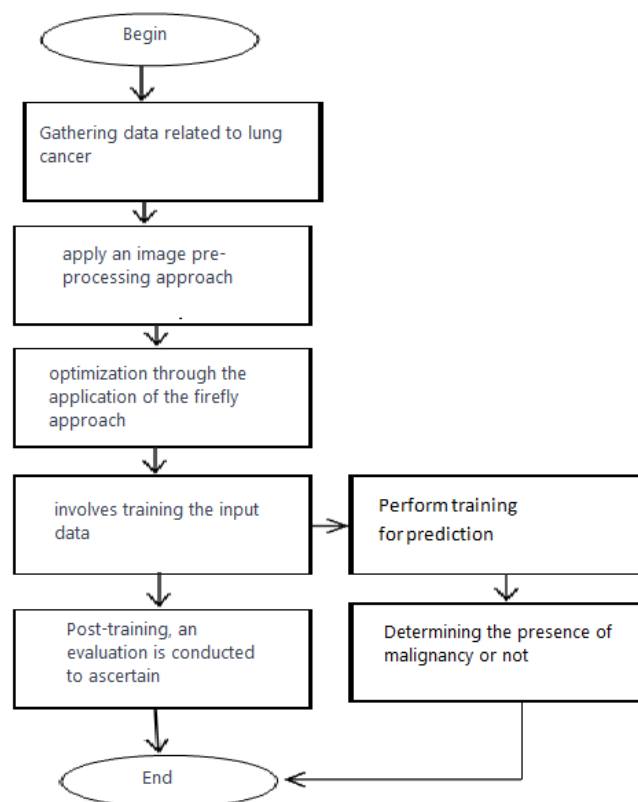 Begin
Gathering data related to lung
cancer
apply an image pre-
processing approach
.
optimization through the
application of the firefly
approach
involves training the input
data
Perform training
for prediction
Post-training, an
evaluation is conducted
to ascertain
Determining the presence of
malignancy or not
End